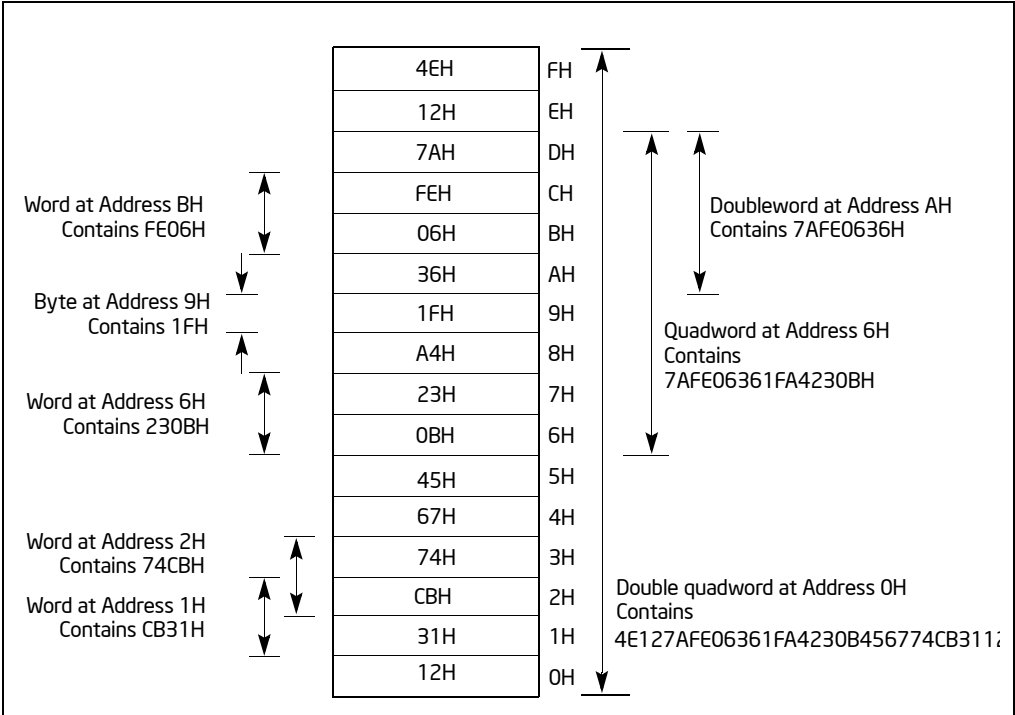 4EH FH
12H EH
7AH DH
Word at Address BH
Contains FE06H
FEH CH
06H BH
Doubleword at Address AH
Contains 7AFE0636H
36H AH
Byte at Address 9H
Contains 1FH
1FH 9H
A4H 8H
Quadword at Address 6H
Contains
7AFE06361FA4230BH
Word at Address 6H
Contains 230BH
23H 7H
0BH 6H
45H 5H
67H 4H
Word at Address 2H
Contains 74CBH
74H 3H
CBH 2H
Word at Address 1H
Contains CB31H
31H 1H
12H 0H
Double quadword at Address 0H
Contains
4E127AFE06361FA4230B456774CB3112